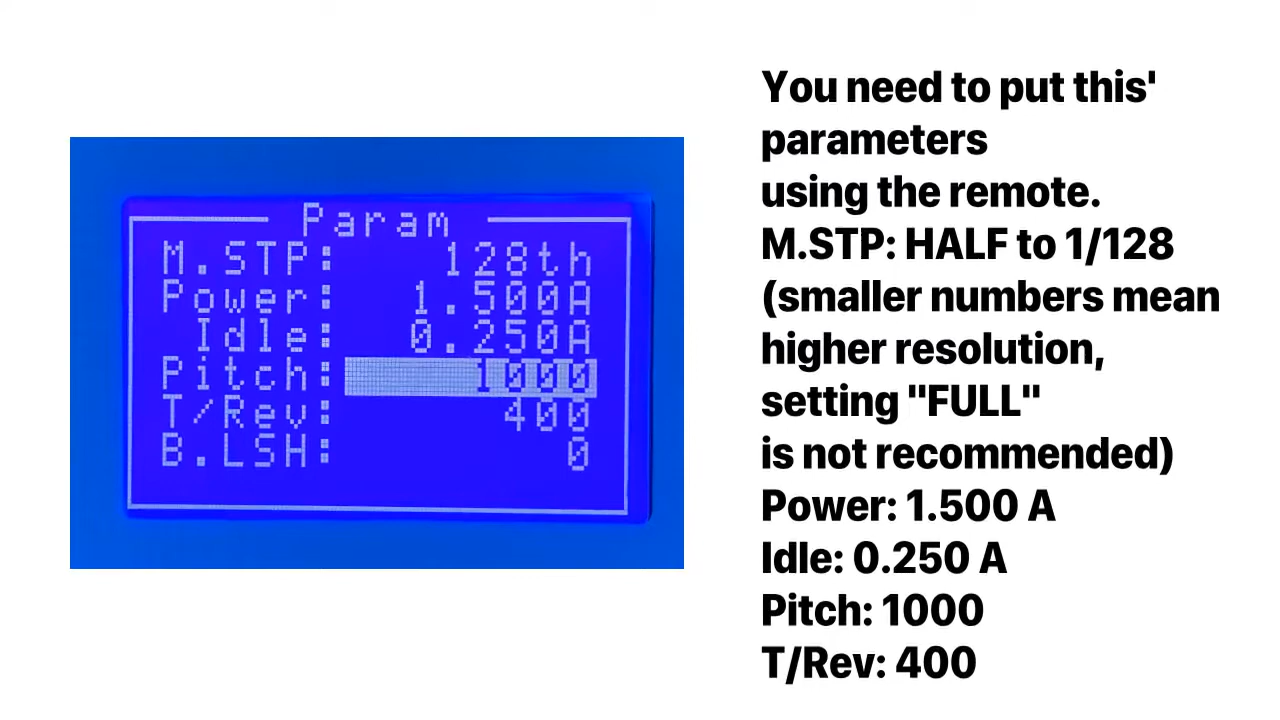 Param
M.STP: 128th
Power: 1.500A
Idle: 0.250A
Pitch: 1000
T/Rev: 400
B.LSH: 0
You need to put this'
parameters
using the remote.
M.STP: HALF to 1/128
(smaller numbers mean
higher resolution,
setting "FULL"
is not recommended)
Power: 1.500 A
Idle: 0.250 A
Pitch: 1000
T/Rev: 400